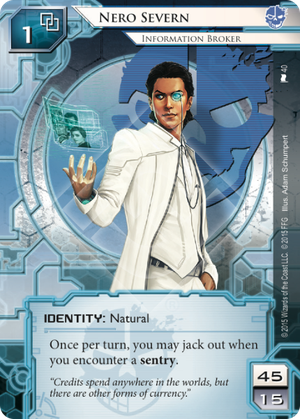 1
NERO SEVERN
INFORMATION BROKER
40
Illus. Adam Schumpert
© 2015 Wizards of the Coast LLC. © 2015 FFG
IDENTITY: Natural
Once per turn, you may jack out when
you encounter a sentry.
“Credits spend anywhere in the worlds, but
there are other forms of currency.”
45
15